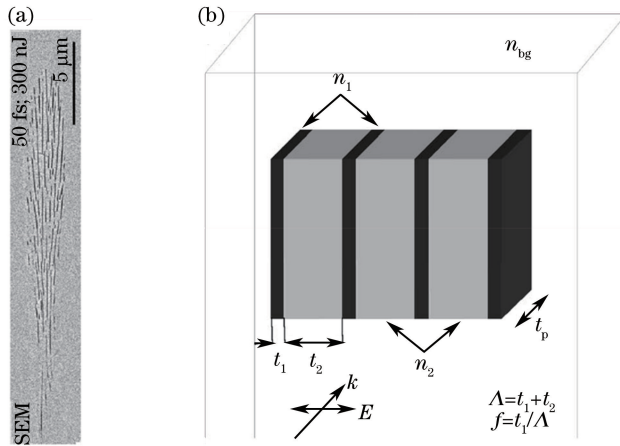 (a)
50 fs; 300 nJ
5 μm
SEM
(b)
n_bg
n_1
t_1
t_2
n_2
t_p
k
E
Λ=t_1+t_2
f=t_1/Λ